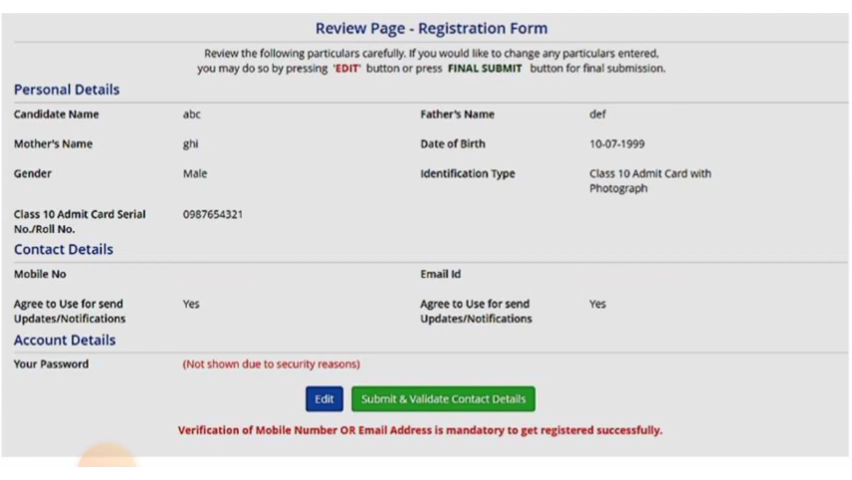 Review Page - Registration Form
Review the following particulars carefully. If you would like to change any particulars entered,
you may do so by pressing 'EDIT' button or press FINAL SUBMIT button for final submission.
Personal Details
Candidate Name abc Father's Name def
Mother's Name ghi Date of Birth 10-07-1999
Gender Male Identification Type Class 10 Admit Card with
Photograph
Class 10 Admit Card Serial 0987654321
No./Roll No.
Contact Details
Mobile No Email Id
Agree to Use for send Yes Agree to Use for send Yes
Updates/Notifications Updates/Notifications
Account Details
Your Password (Not shown due to security reasons)
Edit Submit & Validate Contact Details
Verification of Mobile Number OR Email Address is mandatory to get registered successfully.